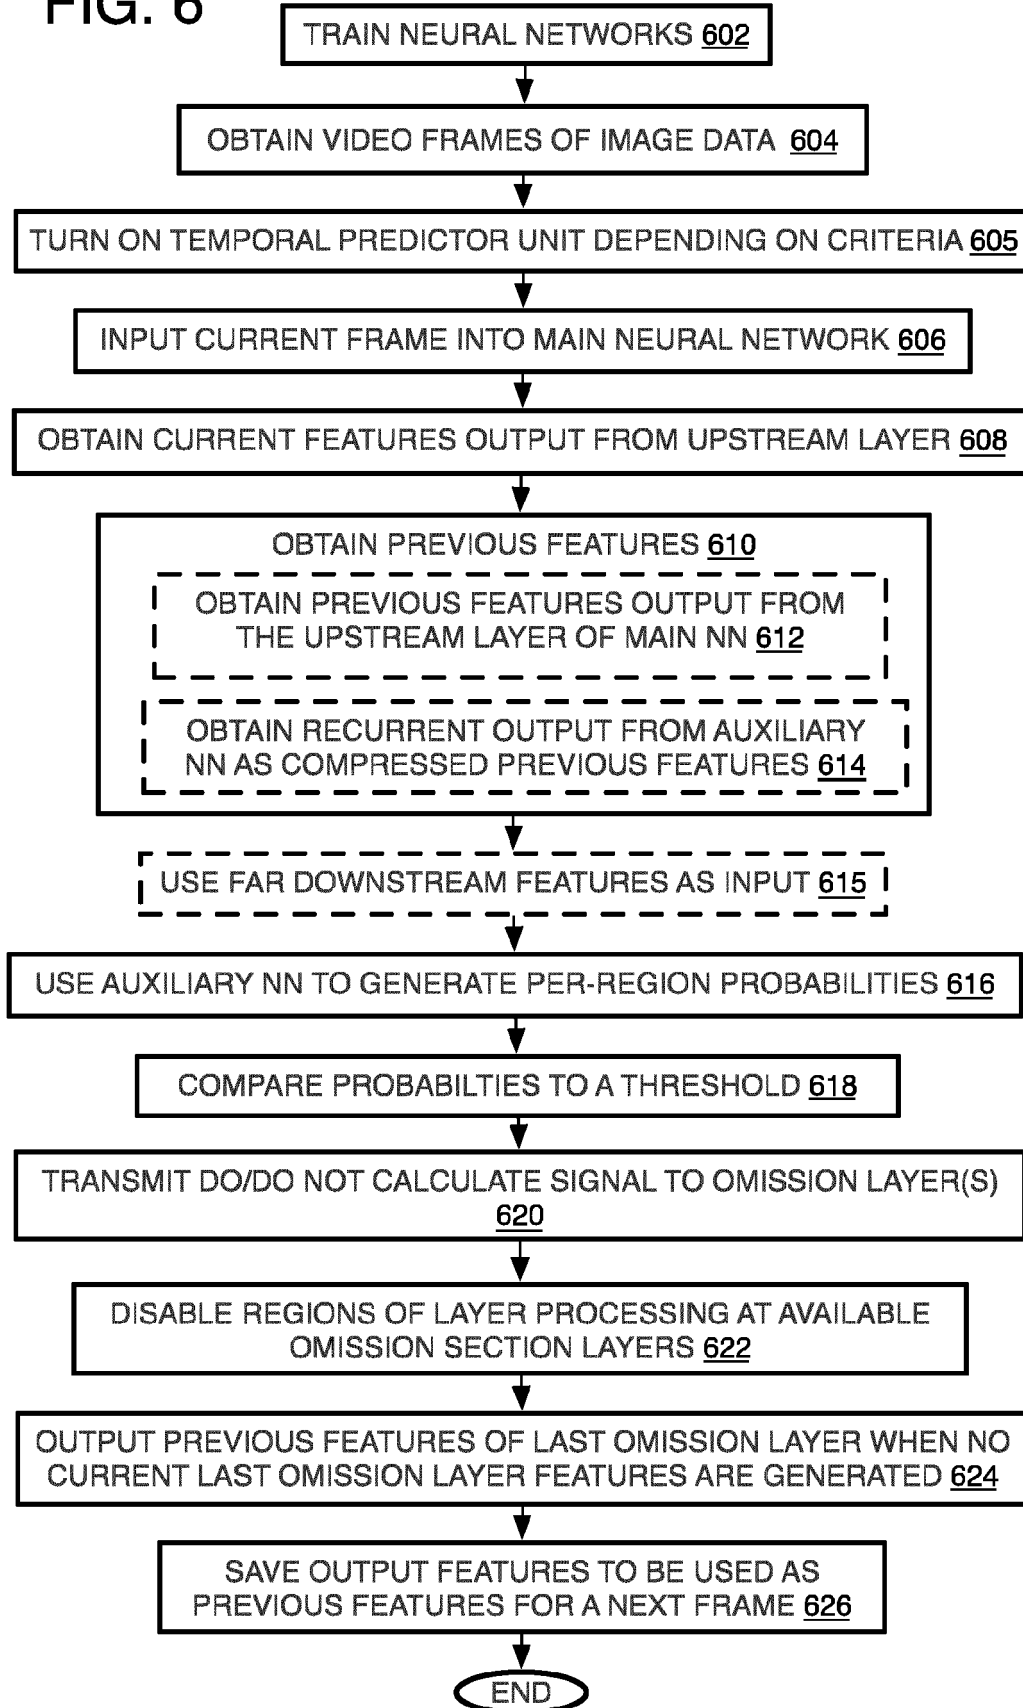 FIG. 6
TRAIN NEURAL NETWORKS 602
OBTAIN VIDEO FRAMES OF IMAGE DATA 604
TURN ON TEMPORAL PREDICTOR UNIT DEPENDING ON CRITERIA 605
INPUT CURRENT FRAME INTO MAIN NEURAL NETWORK 606
OBTAIN CURRENT FEATURES OUTPUT FROM UPSTREAM LAYER 608
OBTAIN PREVIOUS FEATURES 610
OBTAIN PREVIOUS FEATURES OUTPUT FROM
THE UPSTREAM LAYER OF MAIN NN 612
OBTAIN RECURRENT OUTPUT FROM AUXILIARY
NN AS COMPRESSED PREVIOUS FEATURES 614
USE FAR DOWNSTREAM FEATURES AS INPUT 615
USE AUXILIARY NN TO GENERATE PER-REGION PROBABILITIES 616
COMPARE PROBABILTIES TO A THRESHOLD 618
TRANSMIT DO/DO NOT CALCULATE SIGNAL TO OMISSION LAYER(S)
620
DISABLE REGIONS OF LAYER PROCESSING AT AVAILABLE
OMISSION SECTION LAYERS 622
OUTPUT PREVIOUS FEATURES OF LAST OMISSION LAYER WHEN NO
CURRENT LAST OMISSION LAYER FEATURES ARE GENERATED 624
SAVE OUTPUT FEATURES TO BE USED AS
PREVIOUS FEATURES FOR A NEXT FRAME 626
END